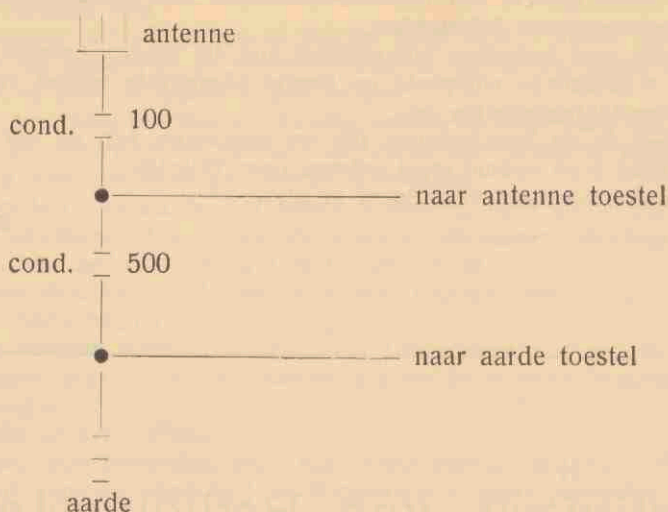 antenne
cond. 100
naar antenne toestel
cond. 500
naar aarde toestel
aarde